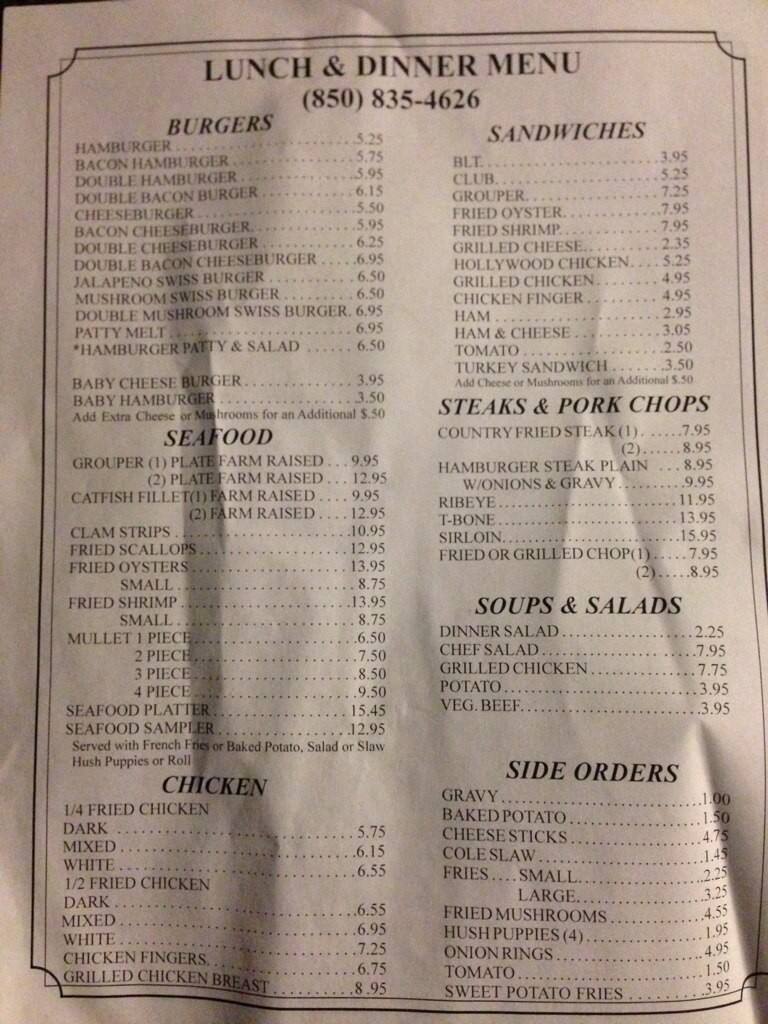 LUNCH & DINNER MENU
(850) 835-4626
BURGERS
HAMBURGER 5.25
BACON HAMBURGER 5.75
DOUBLE HAMBURGER 5.95
DOUBLE BACON BURGER 6.15
CHEESEBURGER 5.50
BACON CHEESEBURGER 5.95
DOUBLE CHEESEBURGER 6.25
DOUBLE BACON CHEESEBURGER 6.95
JALAPENO SWISS BURGER 6.50
MUSHROOM SWISS BURGER 6.50
DOUBLE MUSHROOM SWISS BURGER. 6.95
PATTY MELT 6.95
*HAMBURGER PATTY & SALAD 6.50
BABY CHEESE BURGER 3.95
BABY HAMBURGER 3.50
Add Extra Cheese or Mushrooms for an Additional $.50
SEAFOOD
GROUPER (1) PLATE FARM RAISED 9.95
(2) PLATE FARM RAISED 12.95
CATFISH FILLET(1) FARM RAISED 9.95
(2) FARM RAISED 12.95
CLAM STRIPS 10.95
FRIED SCALLOPS 12.95
FRIED OYSTERS 13.95
SMALL 8.75
FRIED SHRIMP 13.95
SMALL 8.75
MULLET 1 PIECE 6.50
2 PIECE 7.50
3 PIECE 8.50
4 PIECE 9.50
SEAFOOD PLATTER 15.45
SEAFOOD SAMPLER 12.95
Served with French Fries or Baked Potato, Salad or Slaw
Hush Puppies or Roll
CHICKEN
1/4 FRIED CHICKEN
DARK 5.75
MIXED 6.15
WHITE 6.55
1/2 FRIED CHICKEN
DARK 6.55
MIXED 6.95
WHITE 7.25
CHICKEN FINGERS 6.75
GRILLED CHICKEN BREAST 8.95
SANDWICHES
BLT 3.95
CLUB 5.25
GROUPER 7.25
FRIED OYSTER 7.95
FRIED SHRIMP 7.95
GRILLED CHEESE 2.35
HOLLYWOOD CHICKEN 5.25
GRILLED CHICKEN 4.95
CHICKEN FINGER 4.95
HAM 2.95
HAM & CHEESE 3.05
TOMATO 2.50
TURKEY SANDWICH 3.50
Add Cheese or Mushrooms for an Additional $.50
STEAKS & PORK CHOPS
COUNTRY FRIED STEAK (1) 7.95
(2) 8.95
HAMBURGER STEAK PLAIN 8.95
W/ONIONS & GRAVY 9.95
RIBEYE 11.95
T-BONE 13.95
SIRLOIN 15.95
FRIED OR GRILLED CHOP(1) 7.95
(2) 8.95
SOUPS & SALADS
DINNER SALAD 2.25
CHEF SALAD 7.95
GRILLED CHICKEN 7.75
POTATO 3.95
VEG. BEEF 3.95
SIDE ORDERS
GRAVY 1.00
BAKED POTATO 1.50
CHEESE STICKS 4.75
COLE SLAW 1.45
FRIES .... SMALL 2.25
LARGE 3.25
FRIED MUSHROOMS 4.55
HUSH PUPPIES (4) 1.95
ONION RINGS 4.95
TOMATO 1.50
SWEET POTATO FRIES 3.95